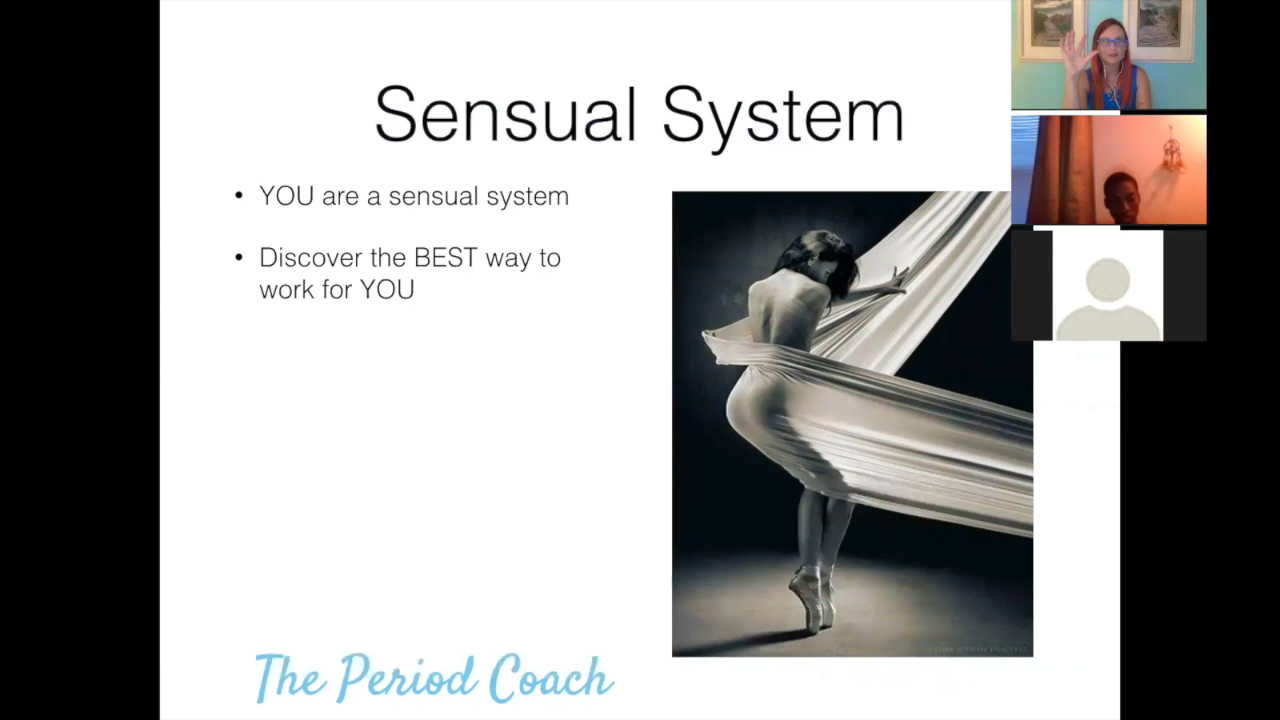 Sensual System
• YOU are a sensual system
• Discover the BEST way to
work for YOU
The Period Coach